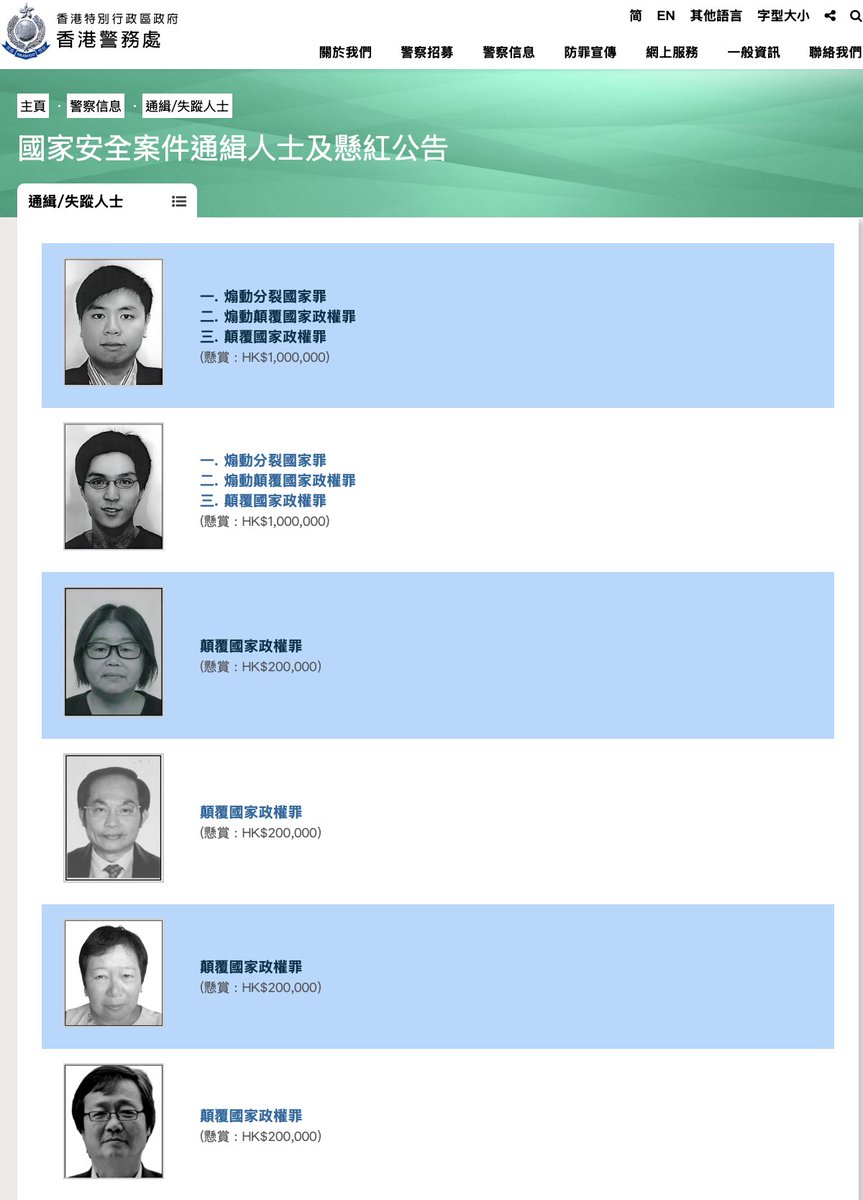 香港特別行政區政府
香港警務處
简 EN 其他語言 字型大小
關於我們 警察招募 警察信息 防罪宣傳 網上服務 一般資訊 聯絡我們
主頁 · 警察信息 · 通緝/失蹤人士
國家安全案件通緝人士及懸紅公告
通緝/失蹤人士
一. 煽動分裂國家罪
二. 煽動顛覆國家政權罪
三. 顛覆國家政權罪
(懸賞：HK$1,000,000)
一. 煽動分裂國家罪
二. 煽動顛覆國家政權罪
三. 顛覆國家政權罪
(懸賞：HK$1,000,000)
顛覆國家政權罪
(懸賞：HK$200,000)
顛覆國家政權罪
(懸賞：HK$200,000)
顛覆國家政權罪
(懸賞：HK$200,000)
顛覆國家政權罪
(懸賞：HK$200,000)